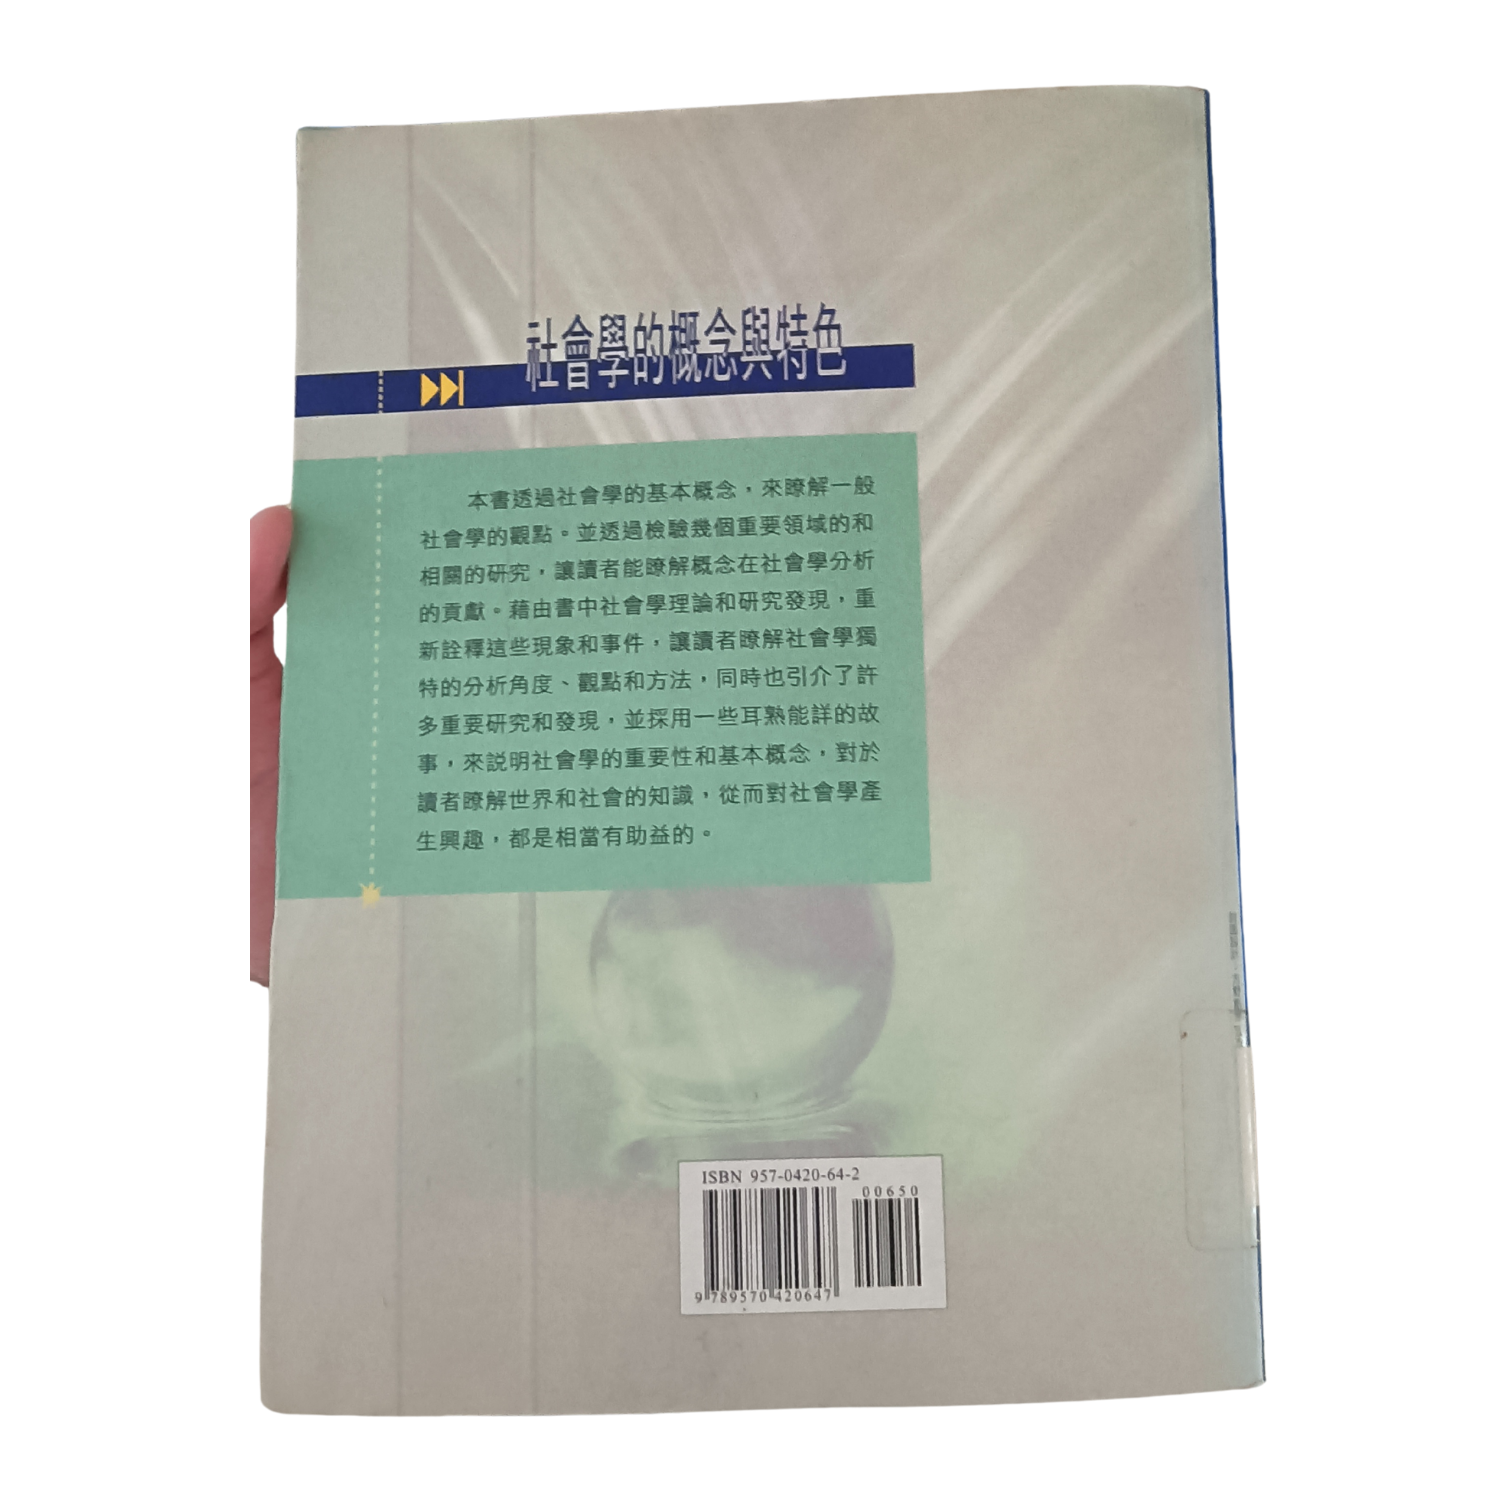 社會學的概念與特色
本書透過社會學的基本概念，來瞭解一般
社會學的觀點。並透過檢驗幾個重要領域的和
相關的研究，讓讀者能瞭解概念在社會學分析
的貢獻。藉由書中社會學理論和研究發現，重
新詮釋這些現象和事件，讓讀者瞭解社會學獨
特的分析角度、觀點和方法，同時也引介了許
多重要研究和發現，並採用一些耳熟能詳的故
事，來說明社會學的重要性和基本概念，對於
讀者瞭解世界和社會的知識，從而對社會學產
生興趣，都是相當有助益的。
ISBN 957-0420-64-2
00650
9 789570 420647